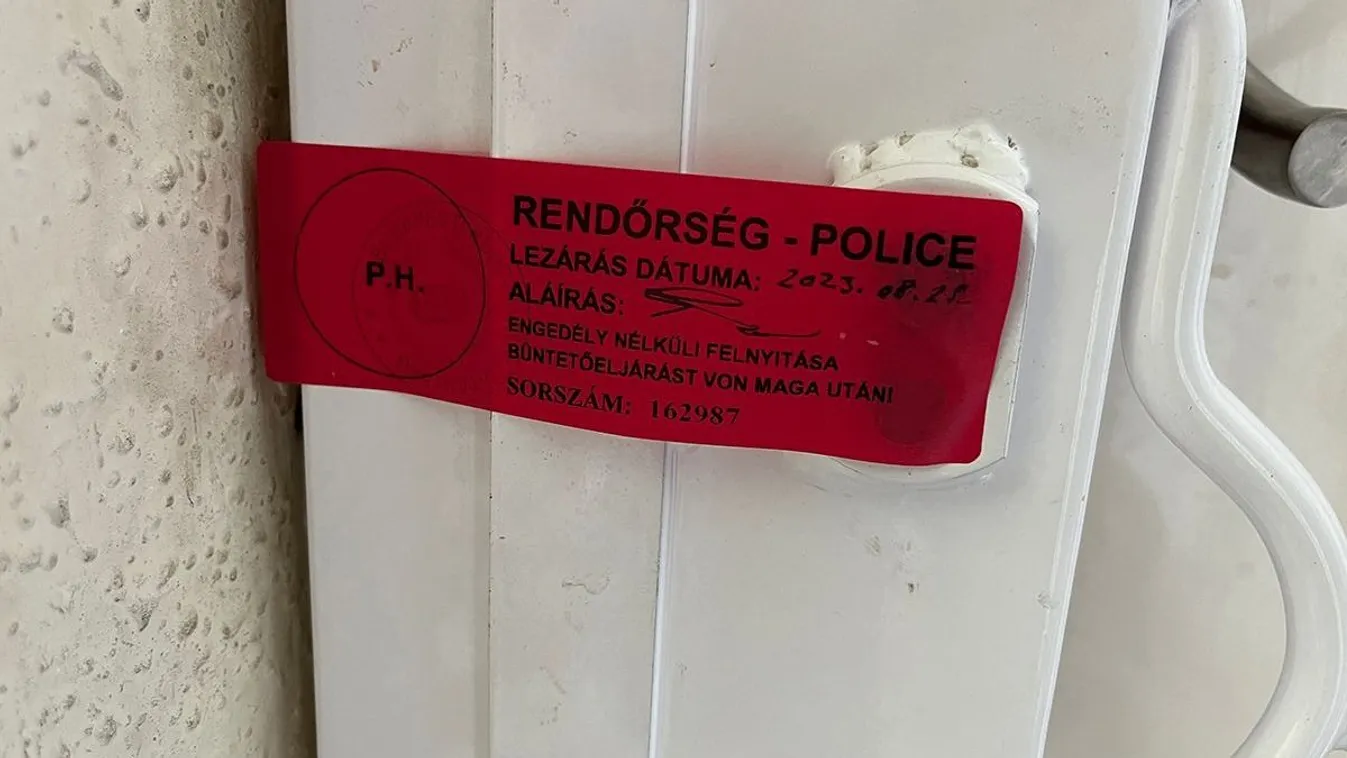 P.H.
RENDŐRSÉG - POLICE
LEZÁRÁS DÁTUMA: 2023. 08.28.
ALÁÍRÁS:
ENGEDÉLY NÉLKÜLI FELNYITÁSA
BÜNTETŐELJÁRÁST VON MAGA UTÁN!
SORSZÁM: 162987